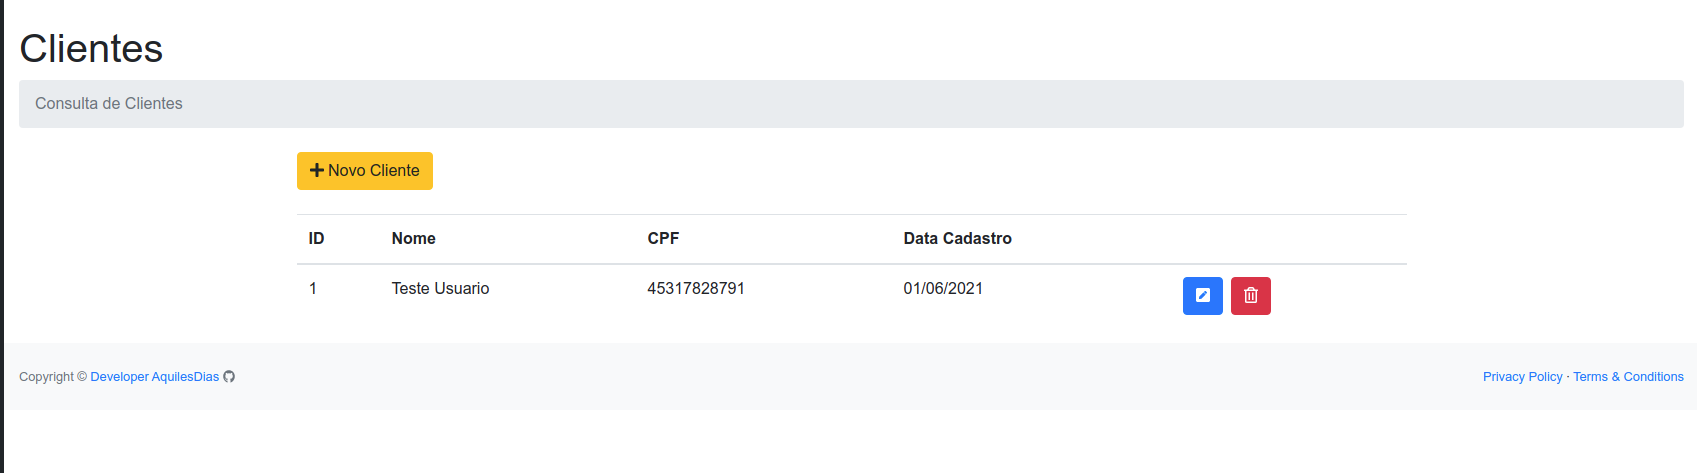 Clientes
Consulta de Clientes
Novo Cliente
ID Nome CPF Data Cadastro
1 Teste Usuario 45317828791 01/06/2021
Copyright © Developer AquilesDias Privacy Policy · Terms & Conditions